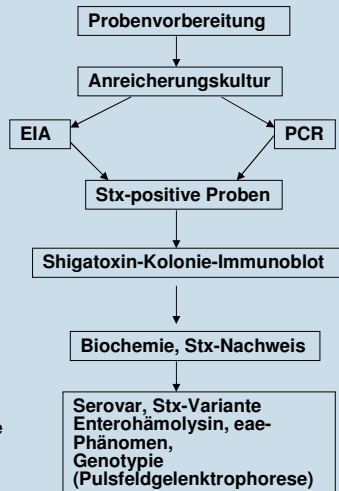 Probenvorbereitung
Anreicherungskultur
EIA
PCR
Stx-positive Proben
Shigatoxin-Kolonie-Immunoblot
Biochemie, Stx-Nachweis
Serovar, Stx-Variante
Enterohämolysin, eae-
Phänomen,
e
Genotypie
(Pulsfeldgelenktrophorese)